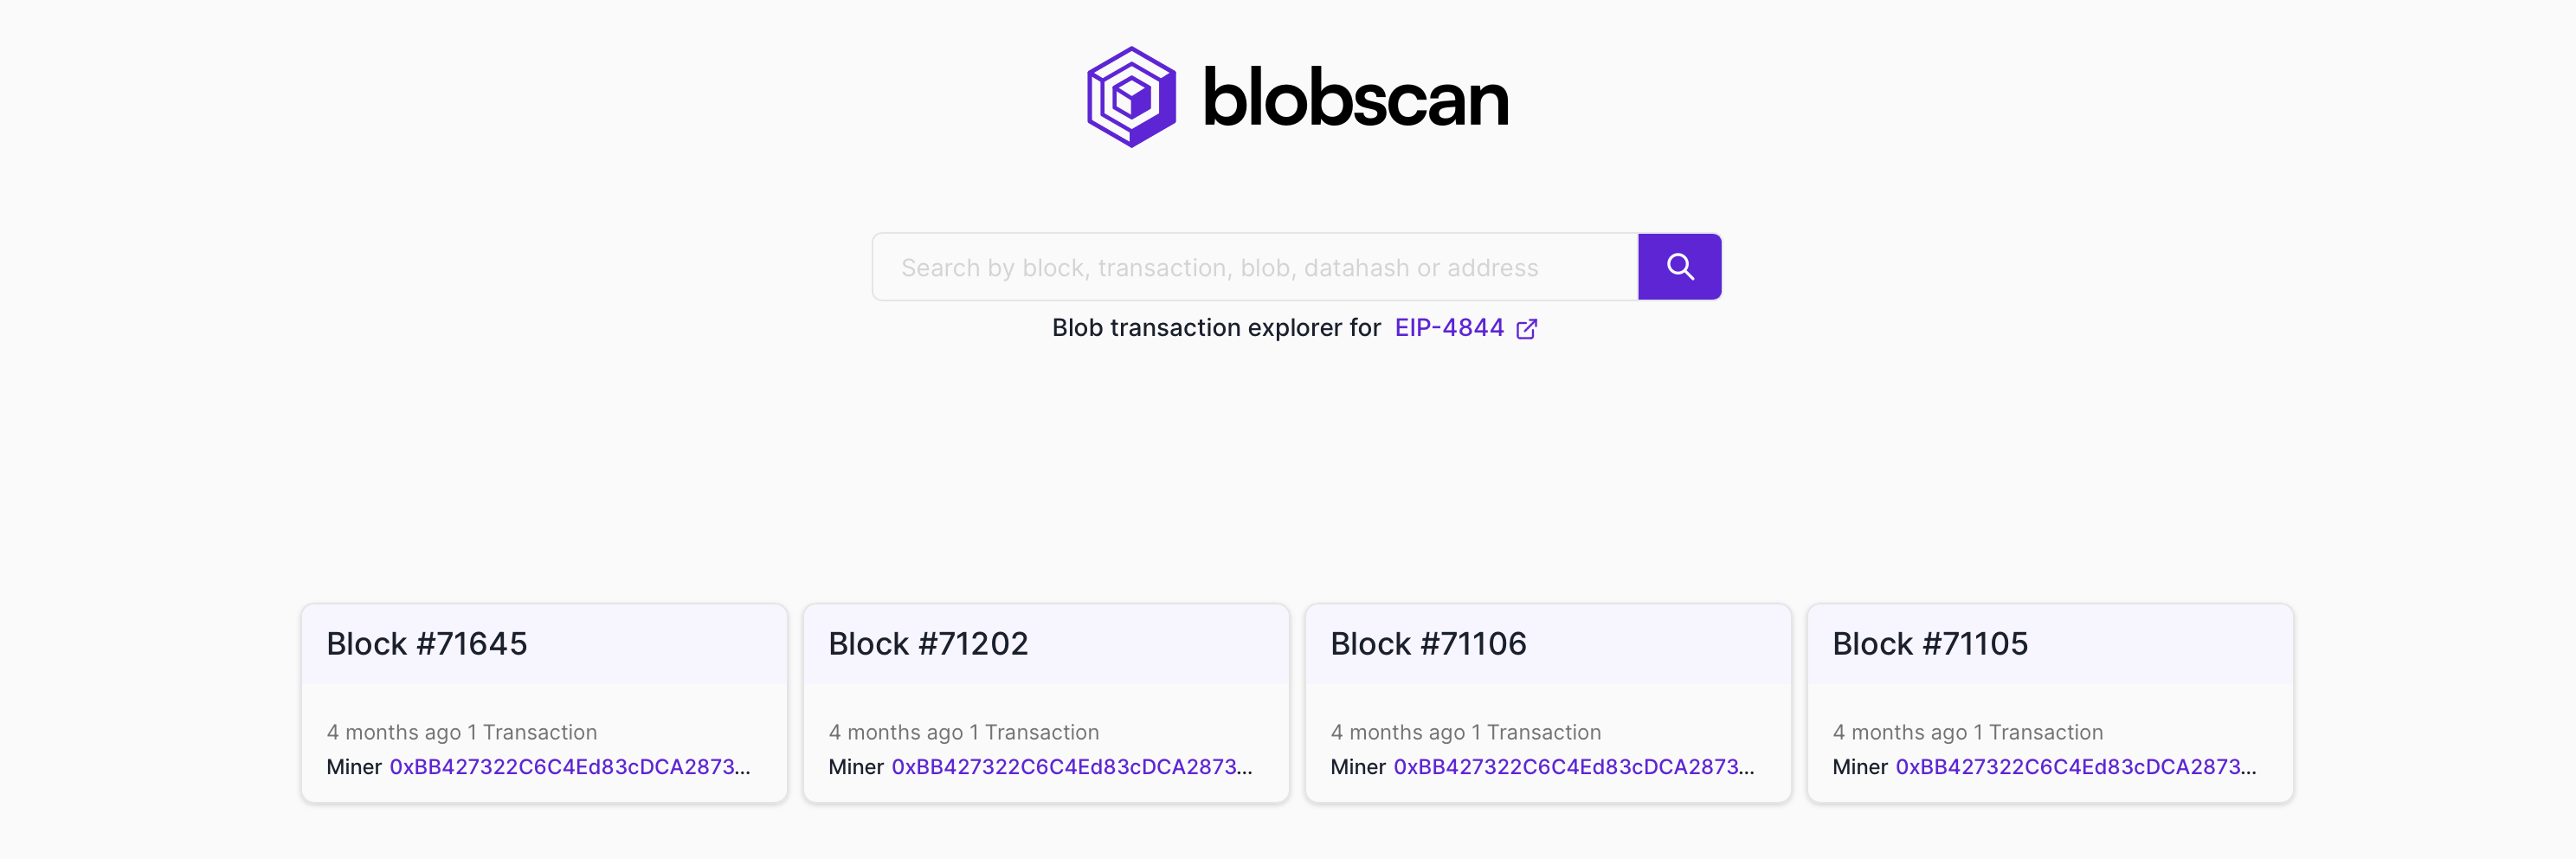 blobscan
Search by block, transaction, blob, datahash or address
Blob transaction explorer for EIP-4844
Block #71645
4 months ago 1 Transaction
Miner 0xBB427322C6C4Ed83cDCA2873...
Block #71202
4 months ago 1 Transaction
Miner 0xBB427322C6C4Ed83cDCA2873...
Block #71106
4 months ago 1 Transaction
Miner 0xBB427322C6C4Ed83cDCA2873...
Block #71105
4 months ago 1 Transaction
Miner 0xBB427322C6C4Ed83cDCA2873...